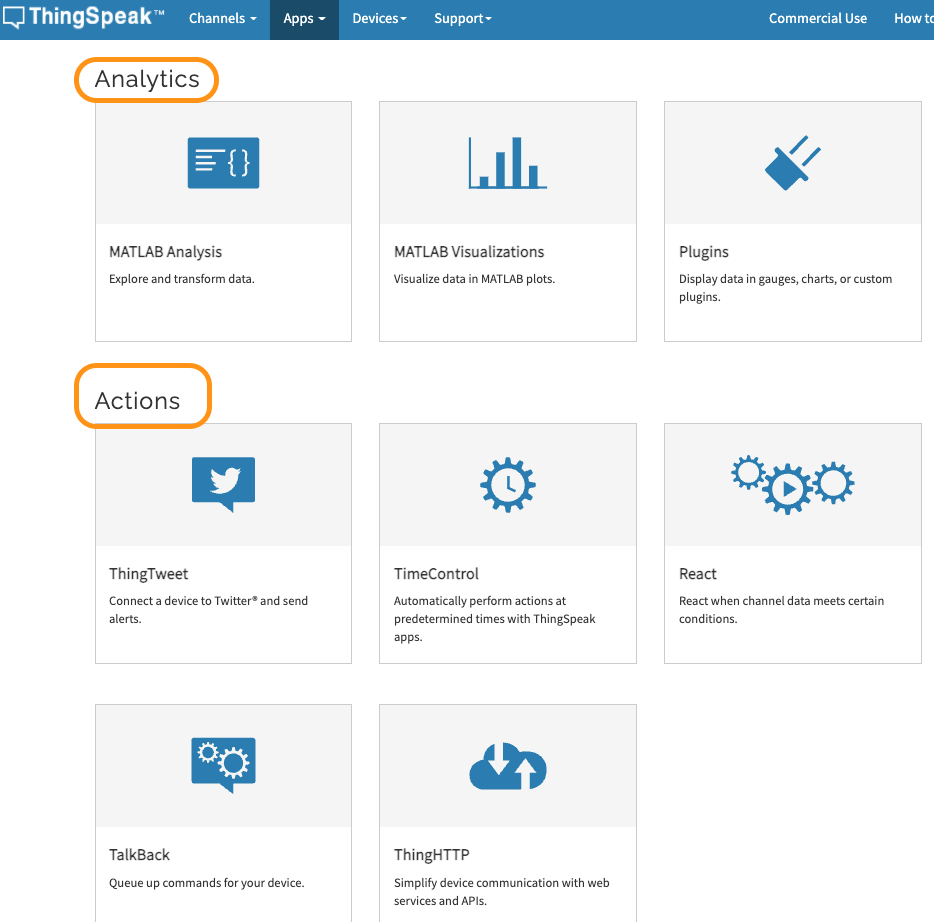 ThingSpeak™ Channels Apps Devices Support Commercial Use How to
Analytics
{}
MATLAB Analysis
Explore and transform data.
MATLAB Visualizations
Visualize data in MATLAB plots.
Plugins
Display data in gauges, charts, or custom
plugins.
Actions
ThingTweet
Connect a device to Twitter® and send
alerts.
TimeControl
Automatically perform actions at
predetermined times with ThingSpeak
apps.
React
React when channel data meets certain
conditions.
TalkBack
Queue up commands for your device.
ThingHTTP
Simplify device communication with web
services and APIs.